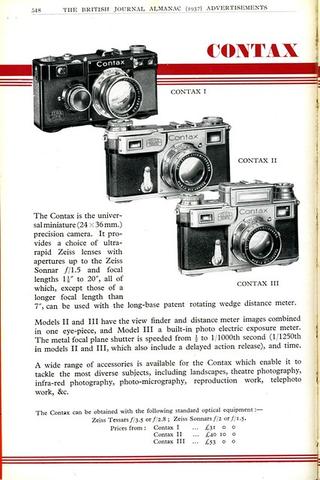 548 THE BRITISH JOURNAL ALMANAC (1937) ADVERTISEMENTS
CONTAX
Contax
CONTAX I
Contax
CONTAX II
Contax
CONTAX III
The Contax is the univer-
sal miniature (24 × 36 mm.)
precision camera. It pro-
vides a choice of ultra-
rapid Zeiss lenses with
apertures up to the Zeiss
Sonnar f/1.5 and focal
lengths 1⅛" to 20", all of
which, except those of a
longer focal length than
7", can be used with the long-base patent rotating wedge distance meter.
Models II and III have the view finder and distance meter images combined
in one eye-piece, and Model III a built-in photo electric exposure meter.
The metal focal plane shutter is speeded from ½ to 1/1000th second (1/1250th
in models II and III, which also include a delayed action release), and, time.
A wide range of accessories is available for the Contax which enable it to
tackle the most diverse subjects, including landscapes, theatre photography,
infra-red photography, photo-micrography, reproduction work, telephoto
work, &c.
The Contax can be obtained with the following standard optical equipment :—
Zeiss Tessars f/3.5 or f/2.8 ; Zeiss Sonnars f/2 or f/1.5.
Prices from : Contax I ... £31 0 0
Contax II ... £40 10 0
Contax III ... £53 0 0